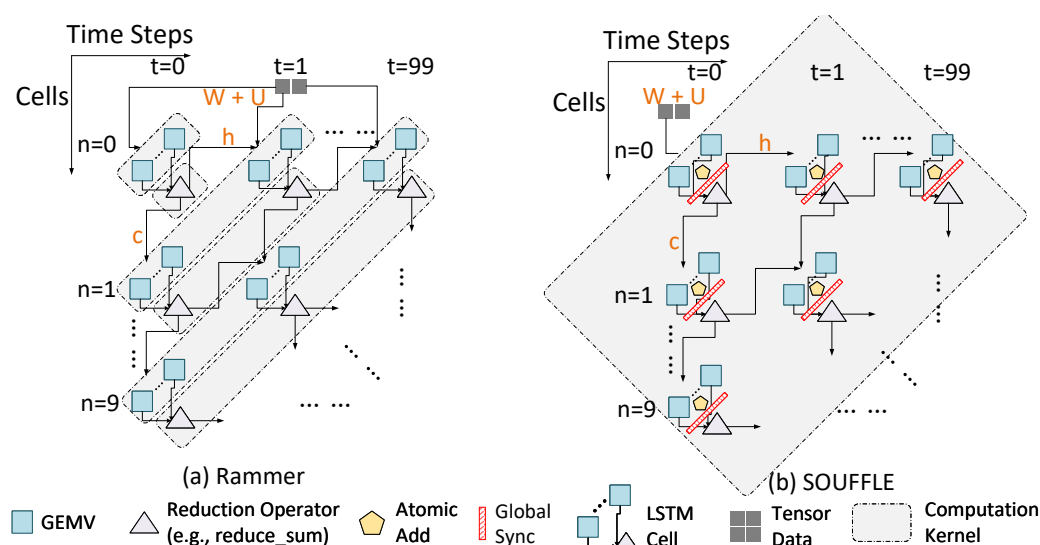 Time Steps
t=0 t=1 t=99
Cells
W + U
n=0
h
... ...
c
n=1
n=9
... ...
(a) Rammer
Time Steps
t=0 t=1 t=99
Cells
W + U
n=0
h
... ...
c
n=1
n=9
... ...
(b) SOUFFLE
GEMV
Reduction Operator
(e.g., reduce_sum)
Atomic
Add
Global
Sync
LSTM
Cell
Tensor
Data
Computation
Kernel